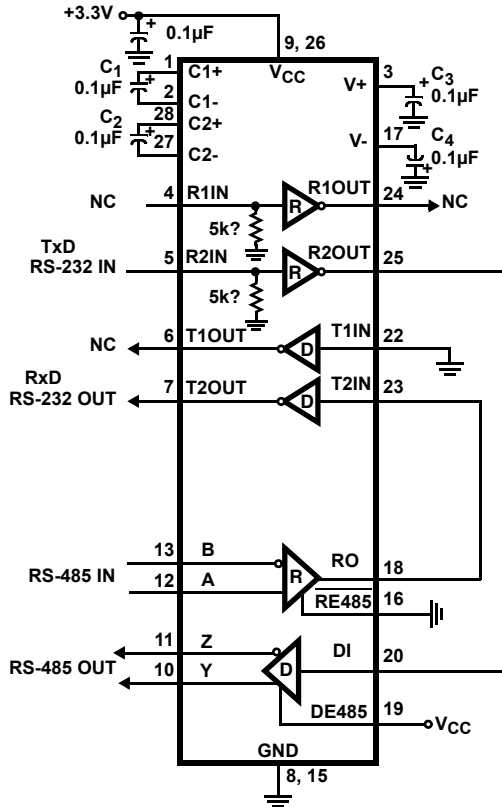 +3.3V
0.1µF
9, 26
VCC
1
C1+
C1
0.1µF
2
C1-
C2
28
C2+
0.1µF
27
C2-
3
V+
C3
0.1µF
17
V-
C4
0.1µF
NC
4
R1IN
R
R1OUT
24
NC
5k?
TxD
RS-232 IN
5
R2IN
R
R2OUT
25
5k?
NC
6
T1OUT
D
T1IN
22
RxD
RS-232 OUT
7
T2OUT
D
T2IN
23
RS-485 IN
13
B
12
A
R
RO
18
RE485
16
RS-485 OUT
11
Z
10
Y
D
DI
20
DE485
19
VCC
GND
8, 15